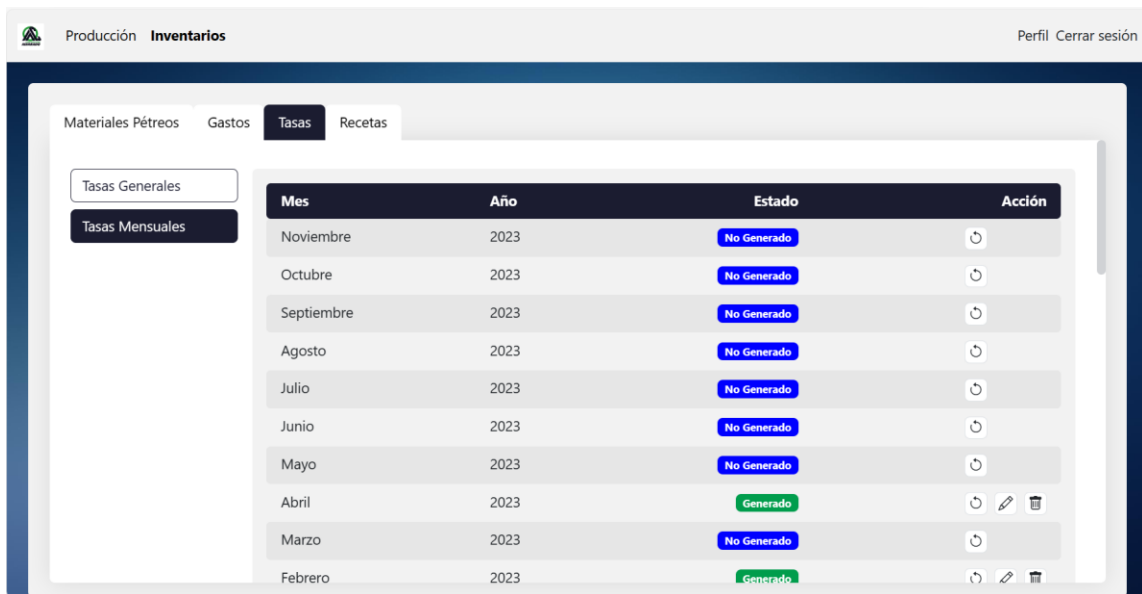 Producción Inventarios Perfil Cerrar sesión
Materiales Pétreos Gastos Tasas Recetas
Tasas Generales
Tasas Mensuales
Mes Año Estado Acción
Noviembre 2023 No Generado
Octubre 2023 No Generado
Septiembre 2023 No Generado
Agosto 2023 No Generado
Julio 2023 No Generado
Junio 2023 No Generado
Mayo 2023 No Generado
Abril 2023 Generado
Marzo 2023 No Generado
Febrero 2023 Generado